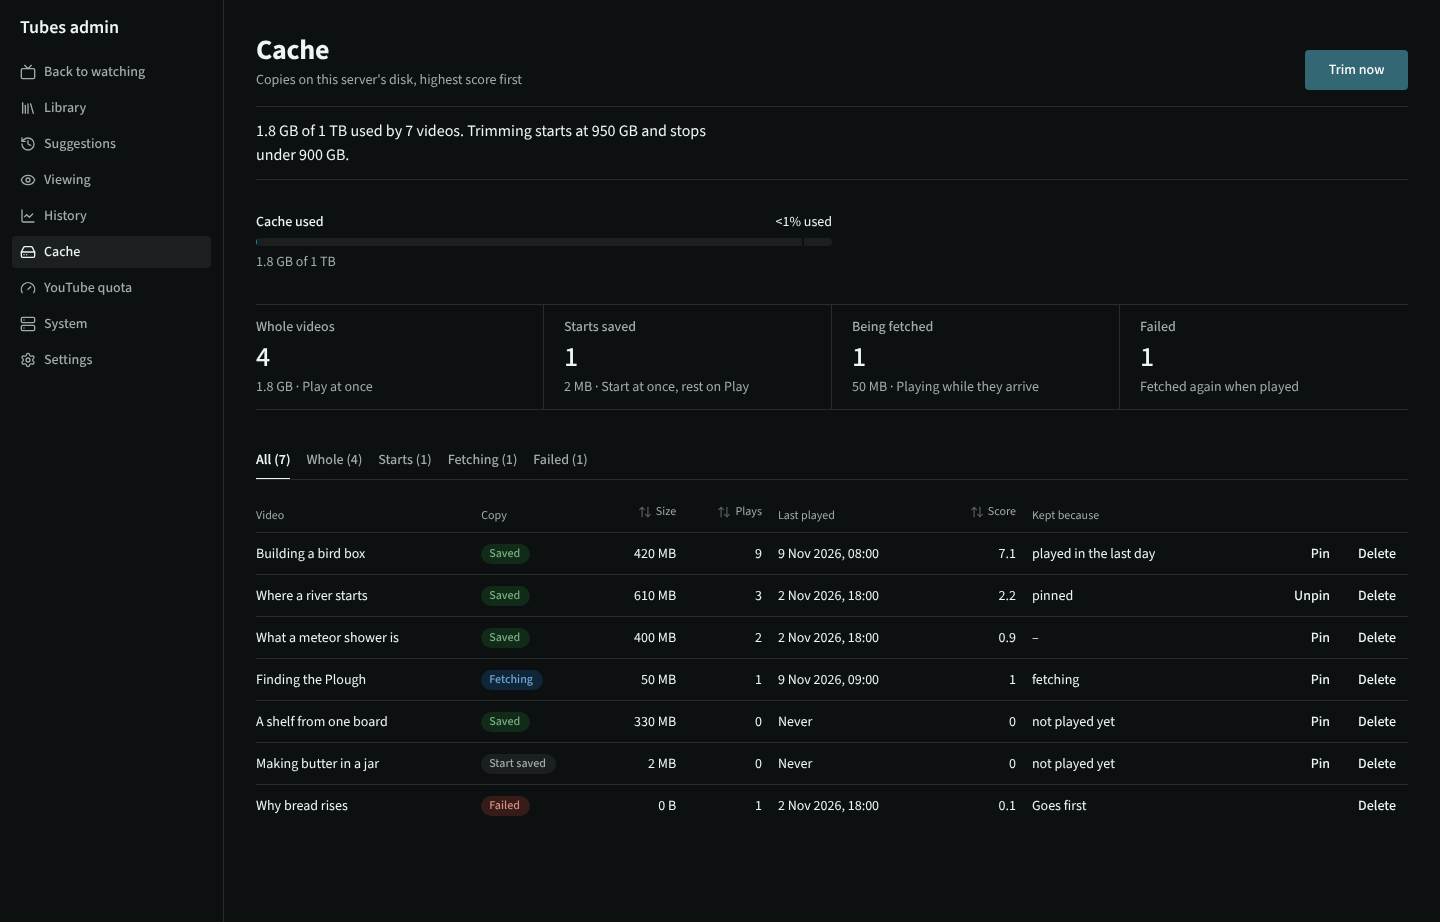 Tubes admin
Back to watching
Library
Suggestions
Viewing
History
Cache
YouTube quota
System
Settings
Cache
Copies on this server's disk, highest score first
Trim now
1.8 GB of 1 TB used by 7 videos. Trimming starts at 950 GB and stops
under 900 GB.
Cache used <1% used
1.8 GB of 1 TB
Whole videos
4
1.8 GB · Play at once
Starts saved
1
2 MB · Start at once, rest on Play
Being fetched
1
50 MB · Playing while they arrive
Failed
1
Fetched again when played
All (7) Whole (4) Starts (1) Fetching (1) Failed (1)
Video Copy Size Plays Last played Score Kept because
Building a bird box Saved 420 MB 9 9 Nov 2026, 08:00 7.1 played in the last day Pin Delete
Where a river starts Saved 610 MB 3 2 Nov 2026, 18:00 2.2 pinned Unpin Delete
What a meteor shower is Saved 400 MB 2 2 Nov 2026, 18:00 0.9 – Pin Delete
Finding the Plough Fetching 50 MB 1 9 Nov 2026, 09:00 1 fetching Pin Delete
A shelf from one board Saved 330 MB 0 Never 0 not played yet Pin Delete
Making butter in a jar Start saved 2 MB 0 Never 0 not played yet Pin Delete
Why bread rises Failed 0 B 1 2 Nov 2026, 18:00 0.1 Goes first Delete